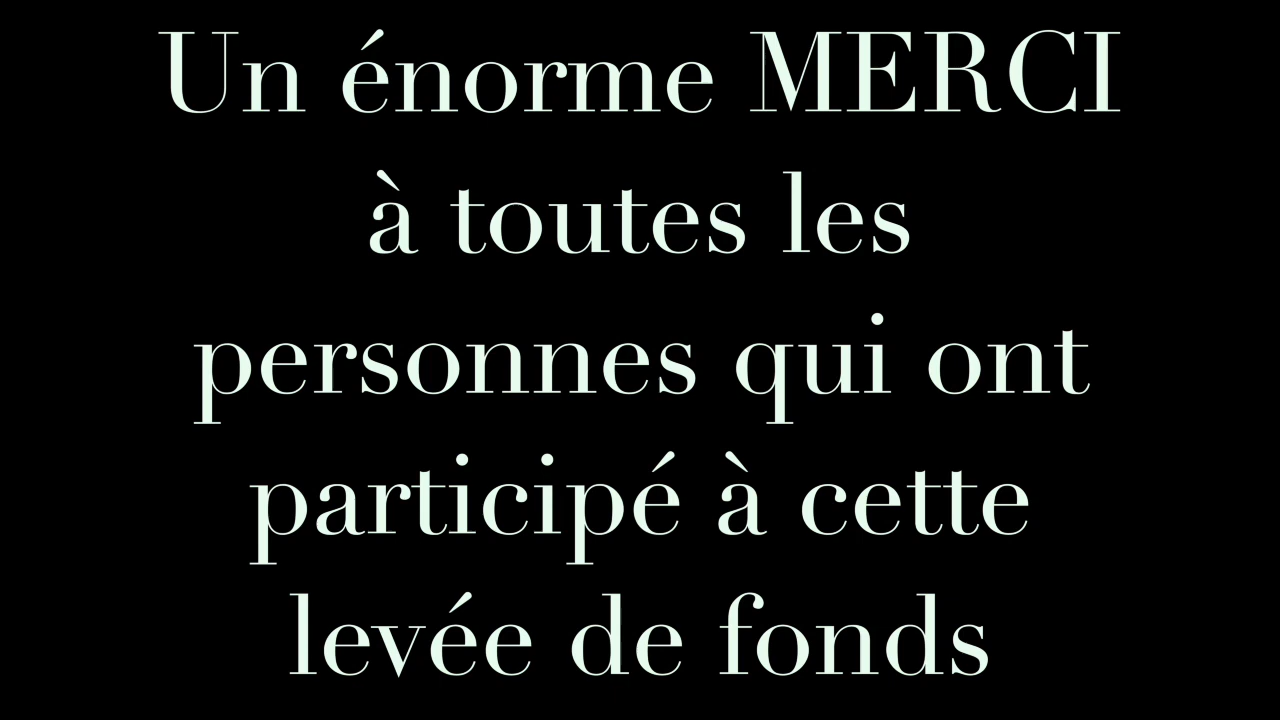 Un énorme MERCI
à toutes les
personnes qui ont
participé à cette
levée de fonds